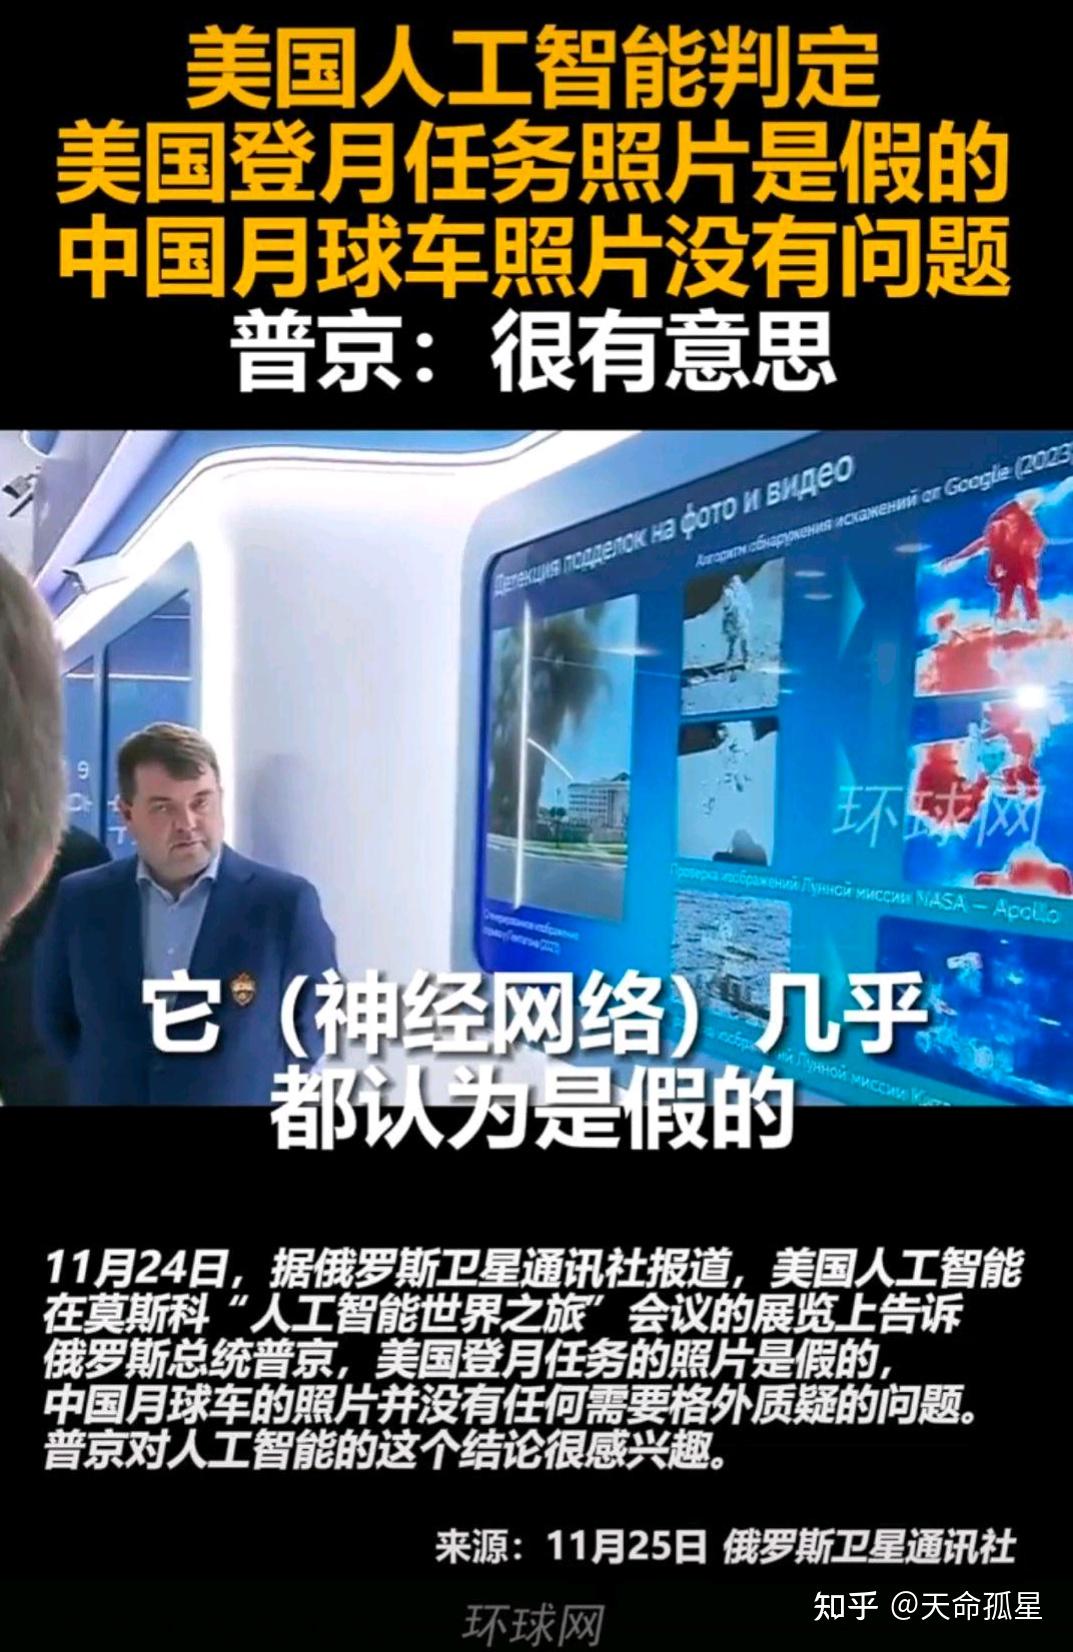 美国人工智能判定
美国登月任务照片是假的
中国月球车照片没有问题
普京：很有意思
Детекция подделок на фото и видео
Алгоритм обнаружения искажений от Google (2023)
环球网
Проверка изображений Лунной миссии NASA — Apollo
Сгенерированное изображение
взрыва у Пентагона (2023)
изображений Лунной миссии
它（神经网络）几乎
都认为是假的
11月24日，据俄罗斯卫星通讯社报道，美国人工智能
在莫斯科“人工智能世界之旅”会议的展览上告诉
俄罗斯总统普京，美国登月任务的照片是假的，
中国月球车的照片并没有任何需要格外质疑的问题。
普京对人工智能的这个结论很感兴趣。
来源：11月25日 俄罗斯卫星通讯社
环球网
知乎 @天命孤星